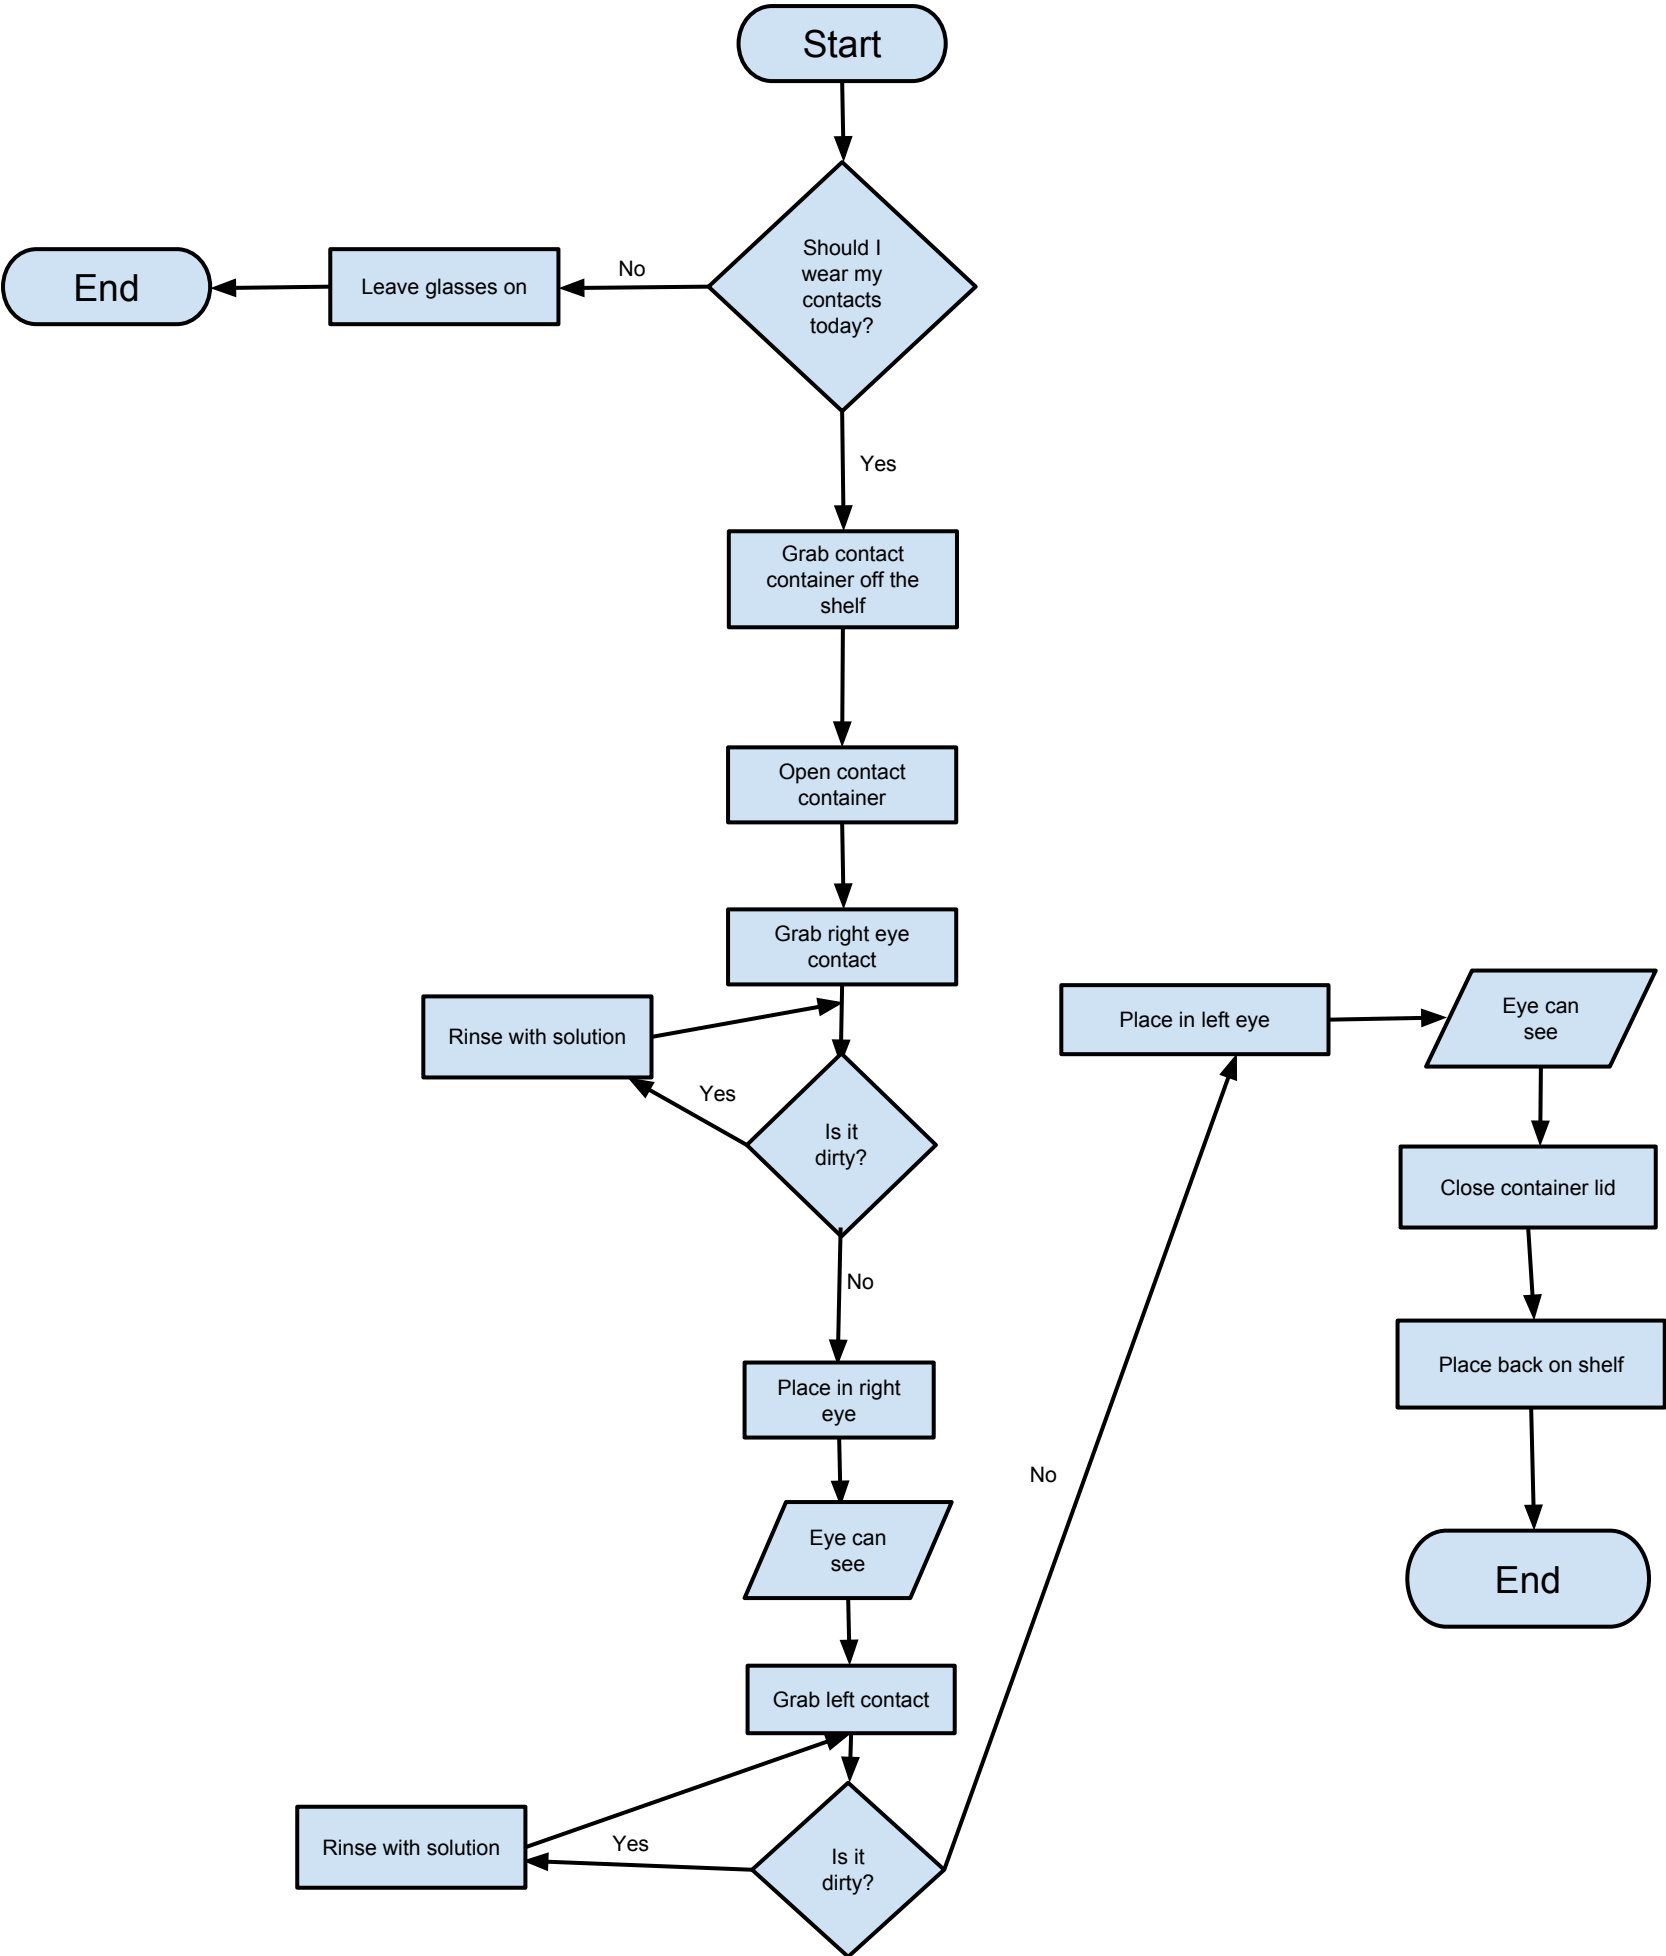 Start
Should I
wear my
contacts
today?
No
Leave glasses on
End
Yes
Grab contact
container off the
shelf
Open contact
container
Grab right eye
contact
Rinse with solution
Yes
Is it
dirty?
No
Place in right
eye
Eye can
see
Grab left contact
Rinse with solution
Yes
Is it
dirty?
No
Place in left eye
Eye can
see
Close container lid
Place back on shelf
End